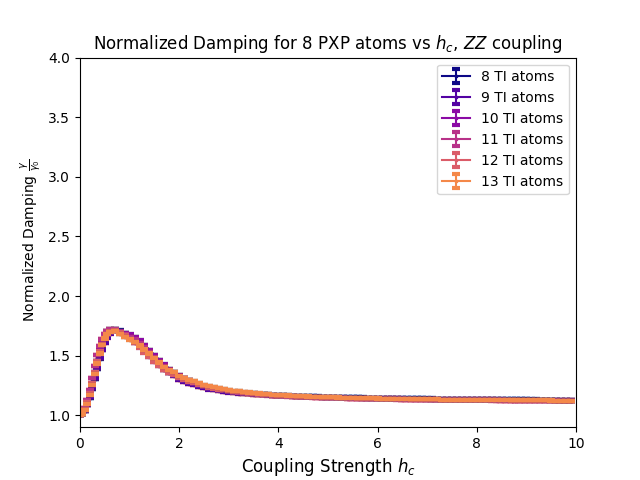 Normalized Damping for 8 PXP atoms vs h_c, ZZ coupling
4.0
3.5
3.0
2.5
2.0
1.5
1.0
Normalized Damping γ/γ₀
8 TI atoms
9 TI atoms
10 TI atoms
11 TI atoms
12 TI atoms
13 TI atoms
0 2 4 6 8 10
Coupling Strength h_c